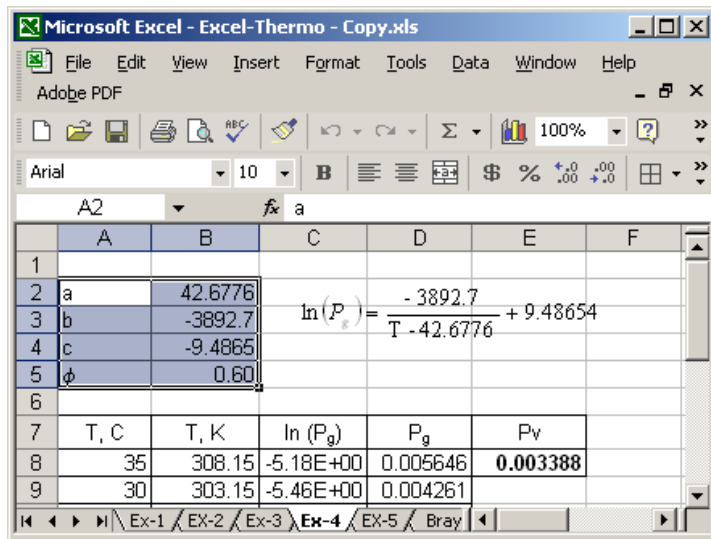 Microsoft Excel - Excel-Thermo - Copy.xls
File Edit View Insert Format Tools Data Window Help
Adobe PDF
ABC Σ 100% ?
Arial 10 B $ % .00 .00
A2 fx a
A B C D E F
1
2 a 42.6776
3 b -3892.7
4 c -9.4865
5 ϕ 0.60
ln(P_g) = - 3892.7 / T - 42.6776 + 9.48654
6
7 T, C T, K ln (Pg) Pg Pv
8 35 308.15 -5.18E+00 0.005646 0.003388
9 30 303.15 -5.46E+00 0.004261
Ex-1 EX-2 Ex-3 Ex-4 EX-5 Bray